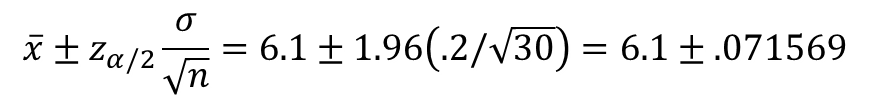 x̄ ± z_{α/2} σ/√n = 6.1 ± 1.96(.2/√30) = 6.1 ± .071569